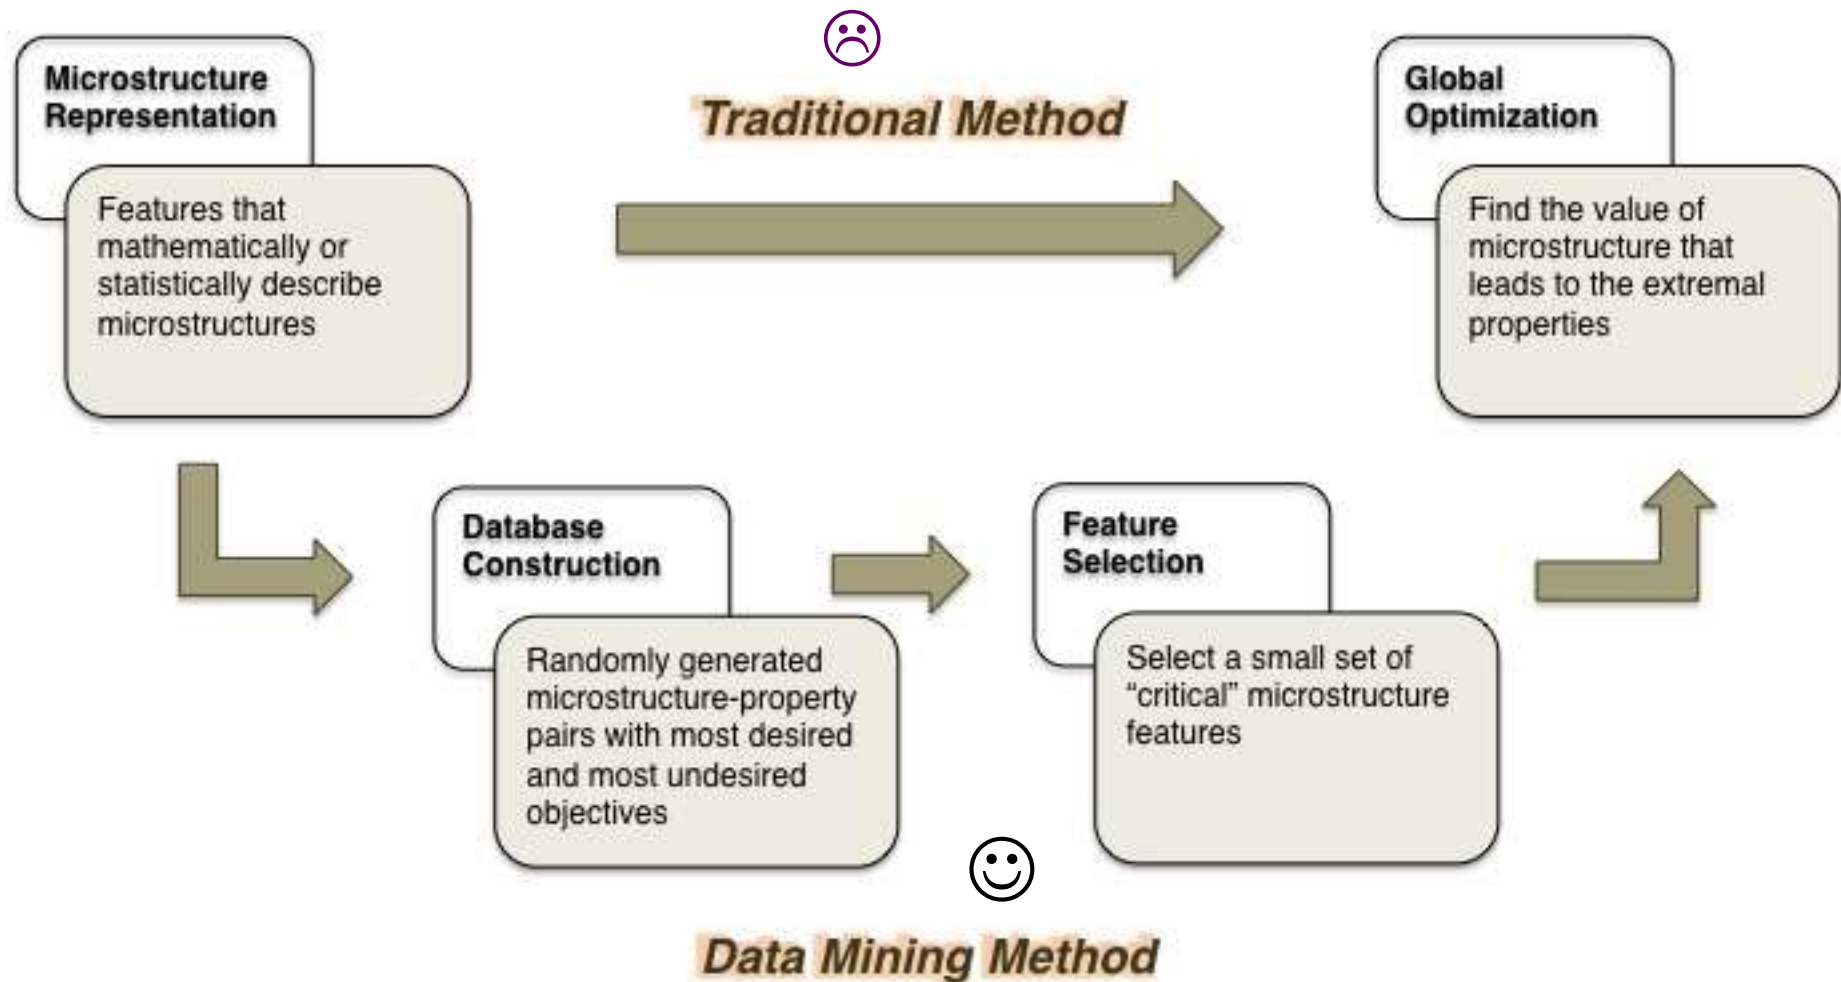 Traditional Method
Microstructure
Representation
Features that
mathematically or
statistically describe
microstructures
Global
Optimization
Find the value of
microstructure that
leads to the extremal
properties
Database
Construction
Randomly generated
microstructure-property
pairs with most desired
and most undesired
objectives
Feature
Selection
Select a small set of
“critical” microstructure
features
Data Mining Method